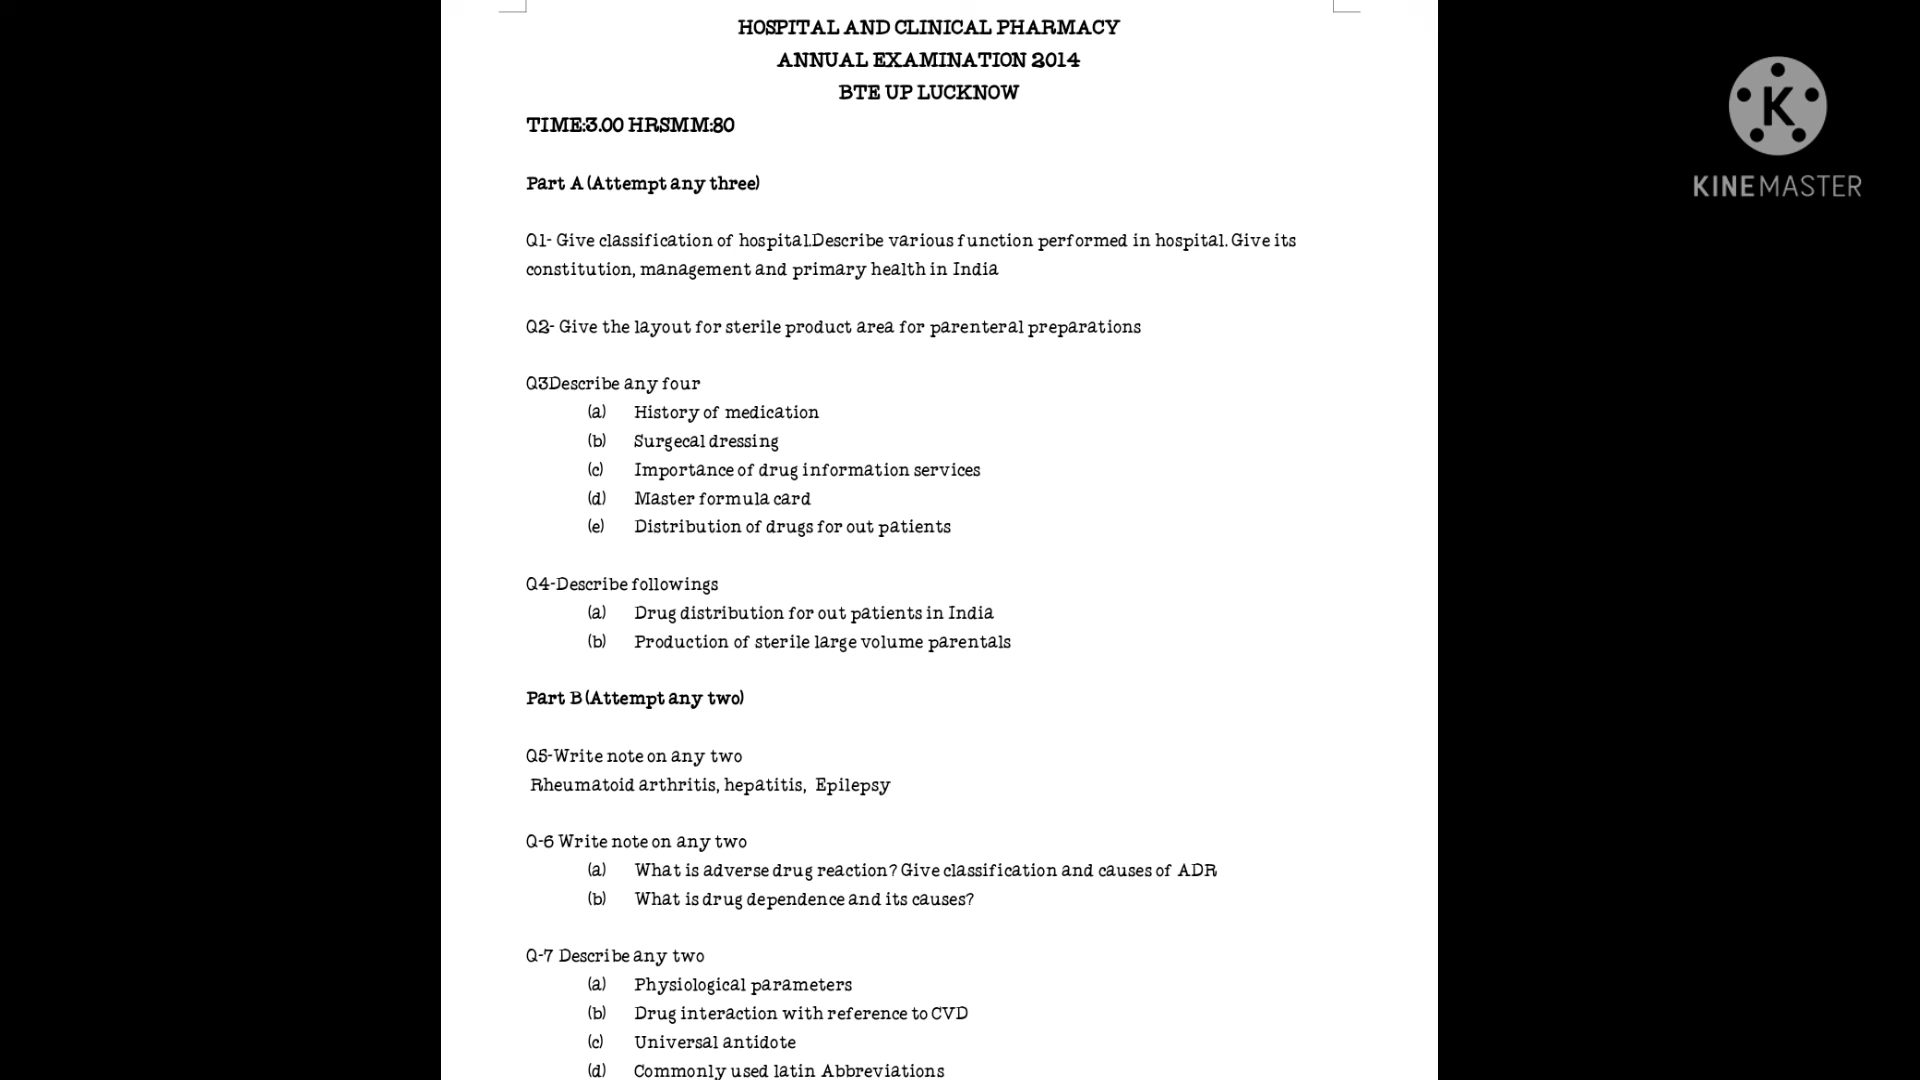 HOSPITAL AND CLINICAL PHARMACY
ANNUAL EXAMINATION 2014
BTE UP LUCKNOW
TIME:3.00 HRSMM:80
Part A (Attempt any three)
Q1- Give classification of hospital.Describe various function performed in hospital. Give its
constitution, management and primary health in India
Q2- Give the layout for sterile product area for parenteral preparations
Q3Describe any four
(a) History of medication
(b) Surgecal dressing
(c) Importance of drug information services
(d) Master formula card
(e) Distribution of drugs for out patients
Q4-Describe followings
(a) Drug distribution for out patients in India
(b) Production of sterile large volume parentals
Part B (Attempt any two)
Q5-Write note on any two
Rheumatoid arthritis, hepatitis, Epilepsy
Q-6 Write note on any two
(a) What is adverse drug reaction? Give classification and causes of ADR
(b) What is drug dependence and its causes?
Q-7 Describe any two
(a) Physiological parameters
(b) Drug interaction with reference to CVD
(c) Universal antidote
(d) Commonly used latin Abbreviations
K
KINEMASTER